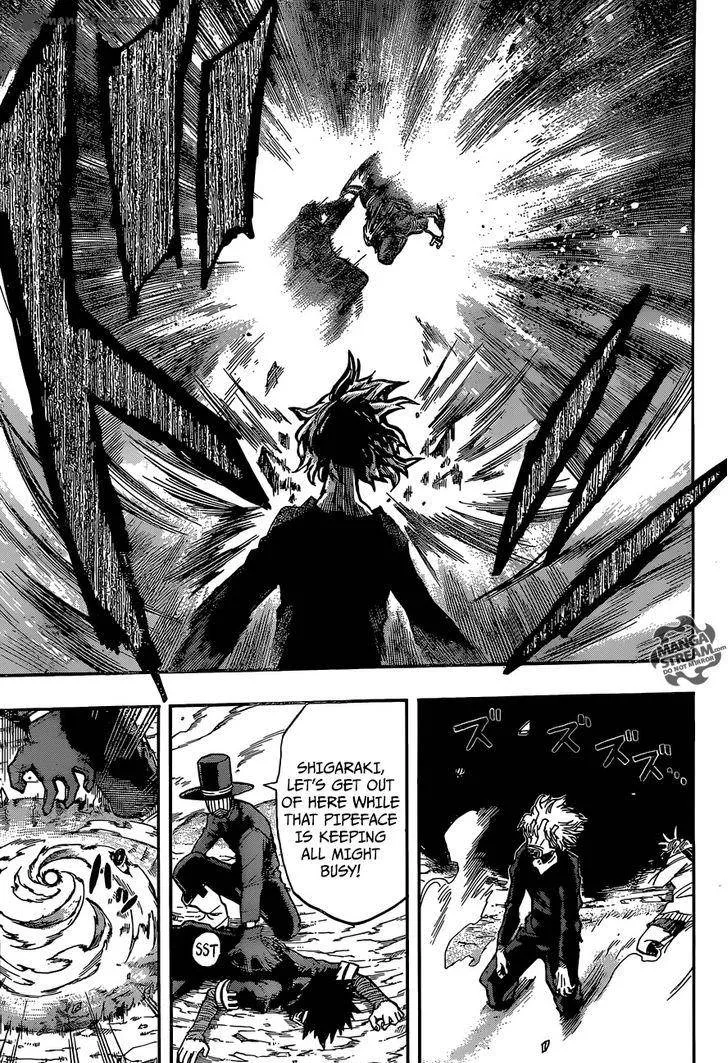 SHIGARAKI,
LET'S GET OUT
OF HERE WHILE
THAT PIPEFACE
IS KEEPING
ALL MIGHT
BUSY!
SST
ズズズズ
MANGA
STREAM.com
DO NOT MIRROR!